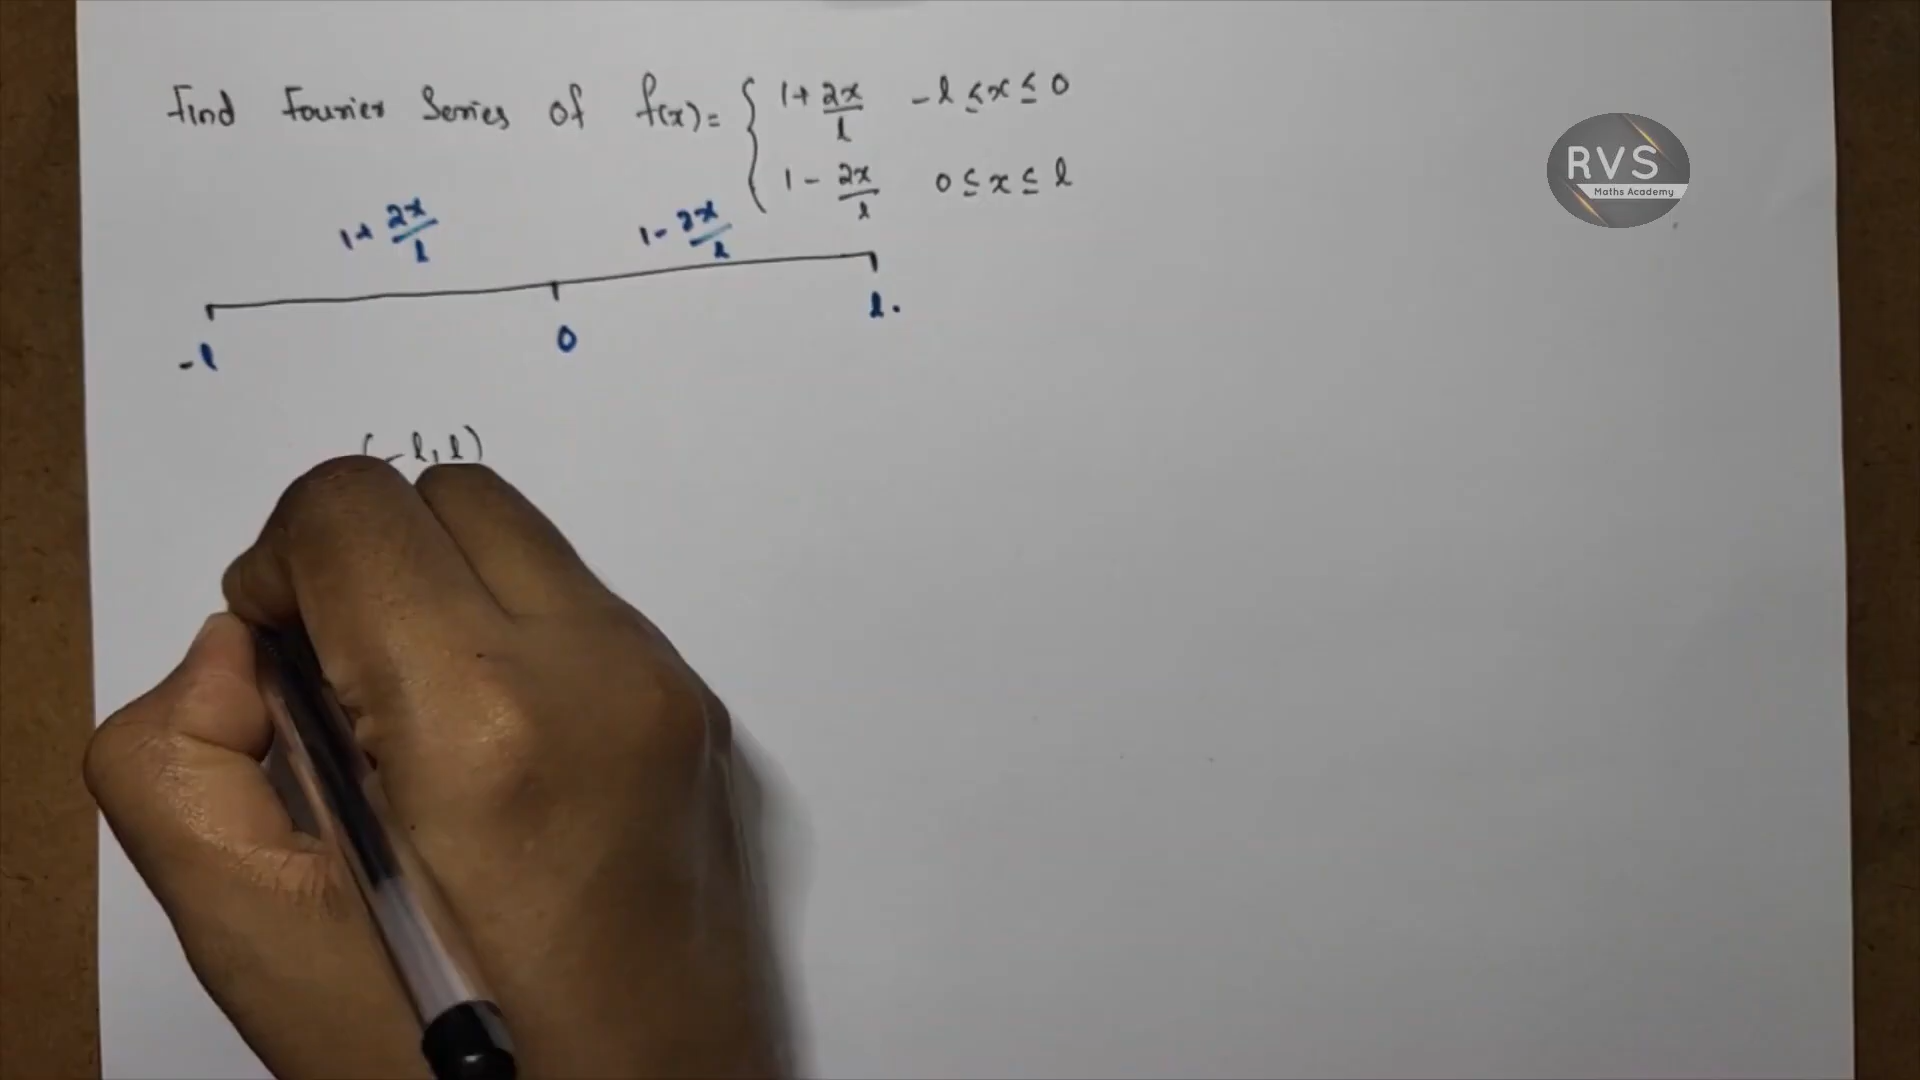 Find Fourier Series of f(x) = { 1 + 2x/l   -l ≤ x ≤ 0
1 - 2x/l   0 ≤ x ≤ l
1 + 2x/l   1 - 2x/l
-l   0   l.
(-l, l)
RVS
Maths Academy